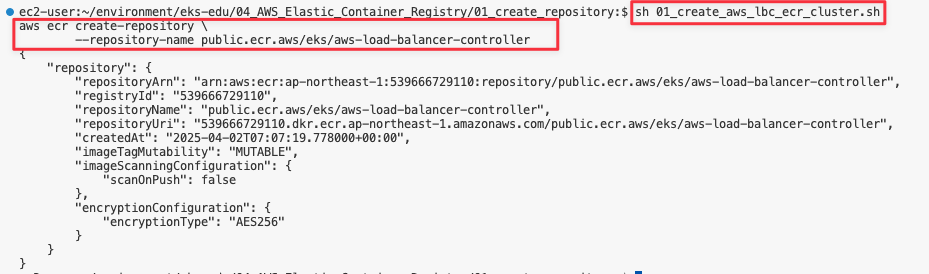 ec2-user:~/environment/eks-edu/04_AWS_Elastic_Container_Registry/01_create_repository:$ sh 01_create_aws_lbc_ecr_cluster.sh
aws ecr create-repository \
        --repository-name public.ecr.aws/eks/aws-load-balancer-controller
{
    "repository": {
        "repositoryArn": "arn:aws:ecr:ap-northeast-1:539666729110:repository/public.ecr.aws/eks/aws-load-balancer-controller",
        "registryId": "539666729110",
        "repositoryName": "public.ecr.aws/eks/aws-load-balancer-controller",
        "repositoryUri": "539666729110.dkr.ecr.ap-northeast-1.amazonaws.com/public.ecr.aws/eks/aws-load-balancer-controller",
        "createdAt": "2025-04-02T07:07:19.778000+00:00",
        "imageTagMutability": "MUTABLE",
        "imageScanningConfiguration": {
            "scanOnPush": false
        },
        "encryptionConfiguration": {
            "encryptionType": "AES256"
        }
    }
}